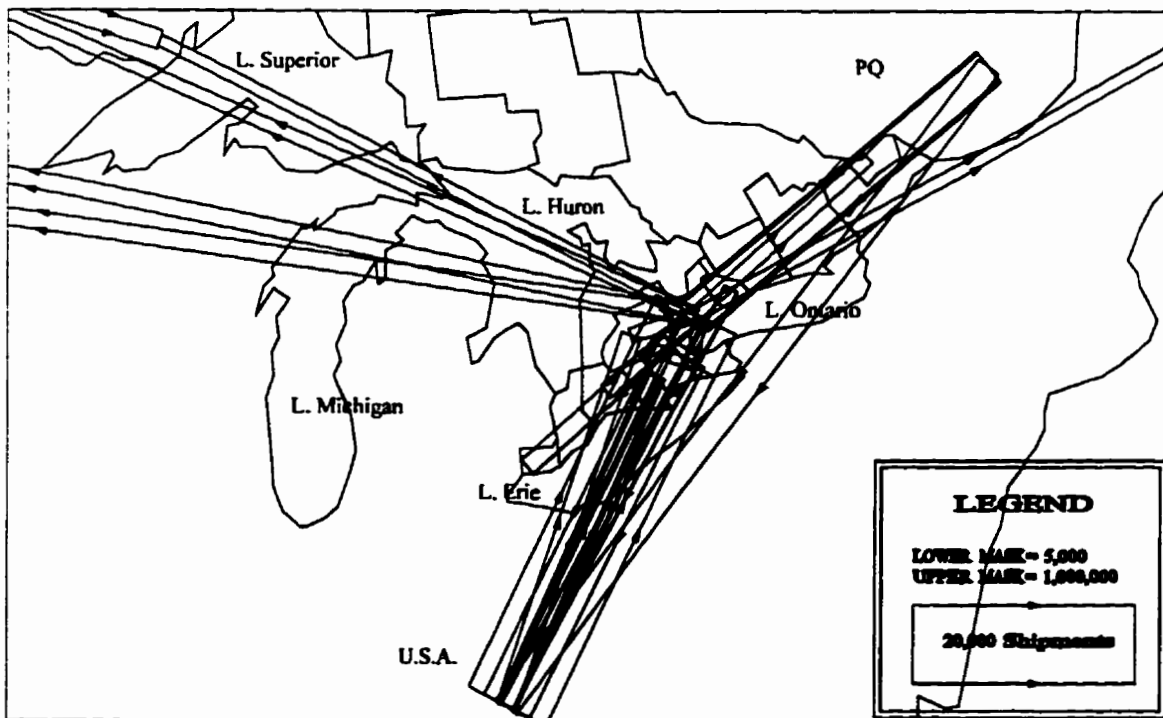 L. Superior
PQ
L. Huron
L. Ontario
L. Michigan
L. Erie
U.S.A.
LEGEND
LOWER MASK= 5,000
UPPER MASK= 1,000,000
20,000 Shipments